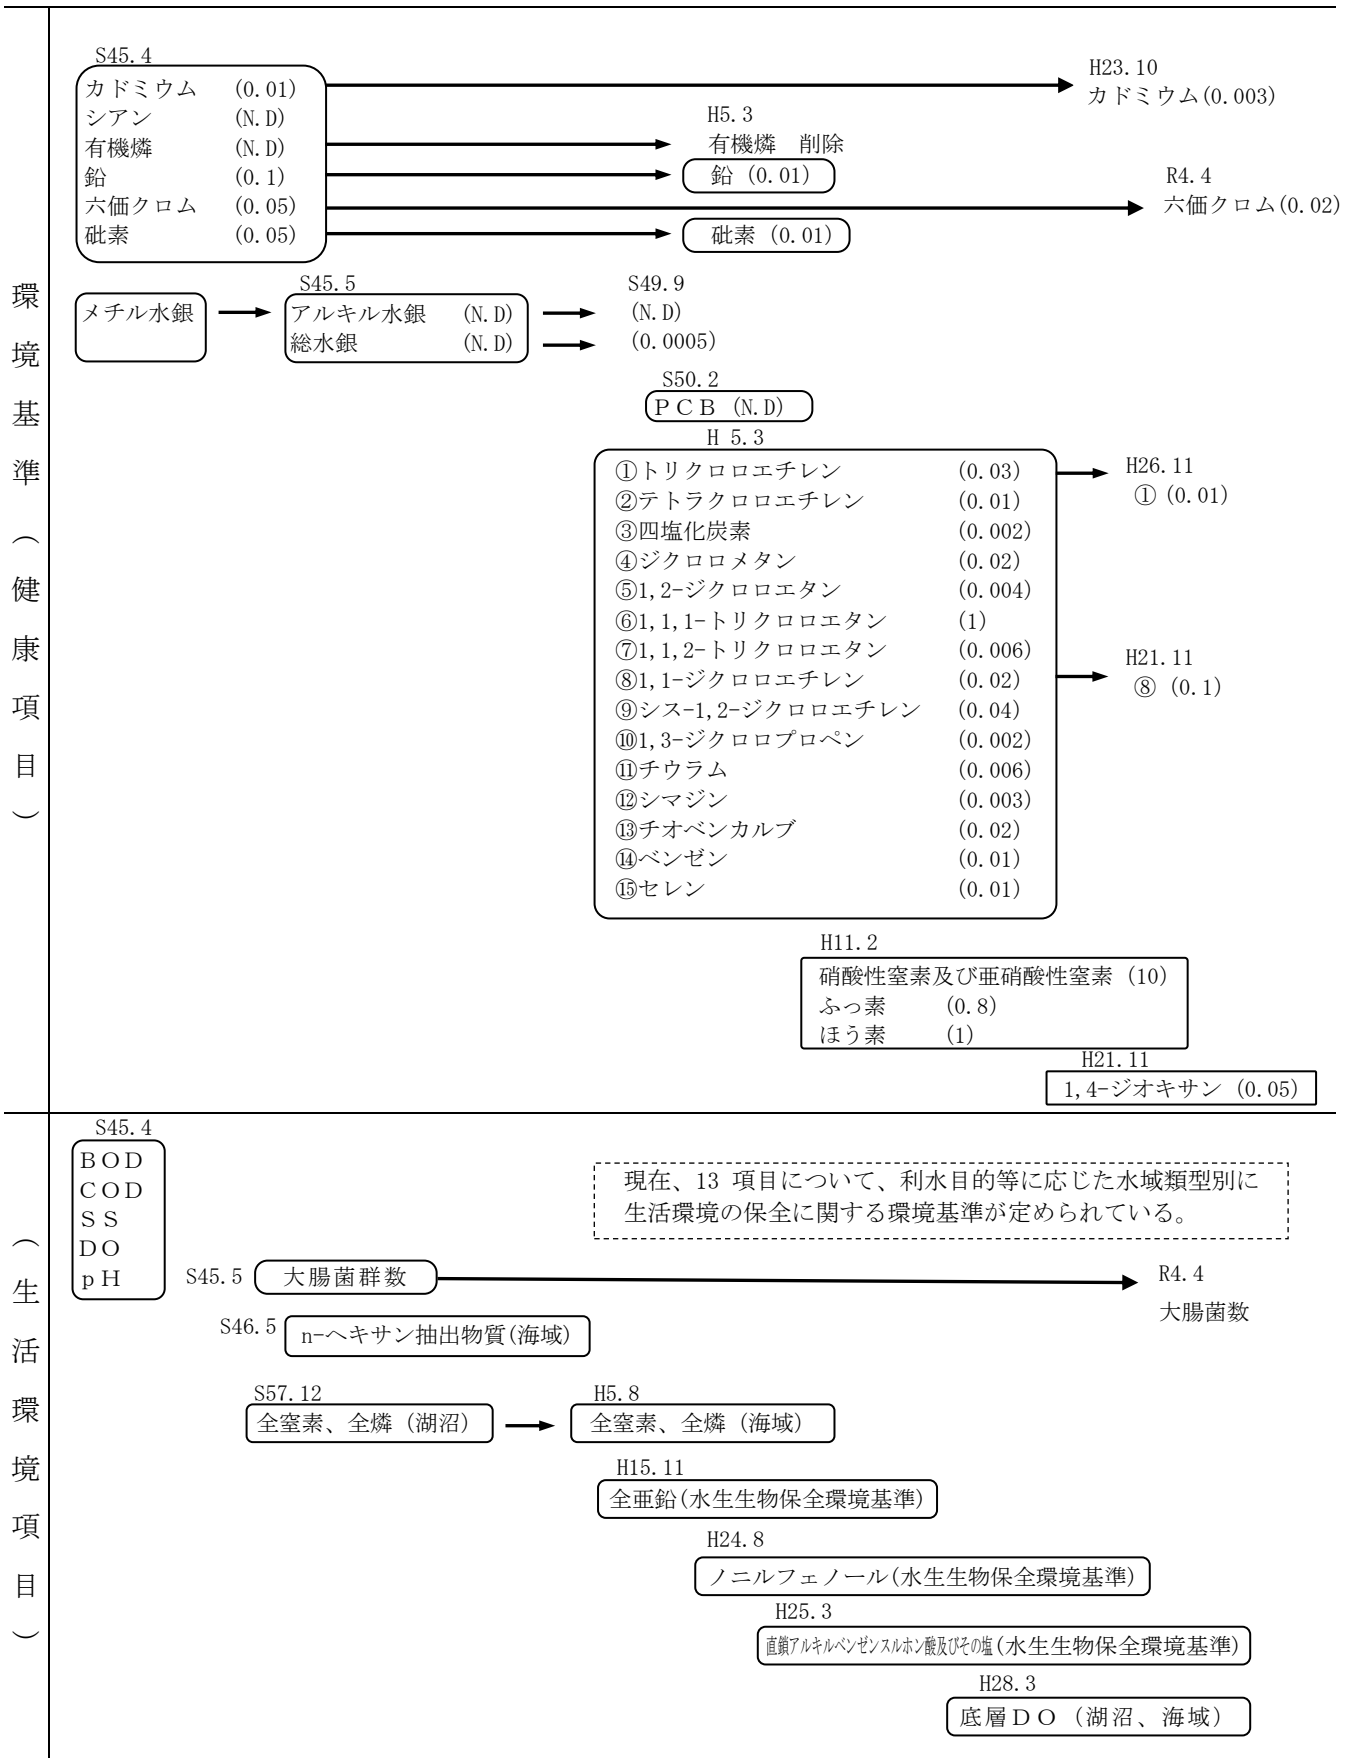 環境基準(健康項目)
S45.4
カドミウム (0.01)
シアン (N.D)
有機燐 (N.D)
鉛 (0.1)
六価クロム (0.05)
砒素 (0.05)
H23.10
カドミウム(0.003)
H5.3
有機燐 削除
鉛 (0.01)
R4.4
六価クロム(0.02)
砒素 (0.01)
メチル水銀
S45.5
アルキル水銀 (N.D)
総水銀 (N.D)
S49.9
(N.D)
(0.0005)
S50.2
PCB (N.D)
H 5.3
①トリクロロエチレン (0.03)
②テトラクロロエチレン (0.01)
③四塩化炭素 (0.002)
④ジクロロメタン (0.02)
⑤1,2-ジクロロエタン (0.004)
⑥1,1,1-トリクロロエタン (1)
⑦1,1,2-トリクロロエタン (0.006)
⑧1,1-ジクロロエチレン (0.02)
⑨シス-1,2-ジクロロエチレン (0.04)
⑩1,3-ジクロロプロペン (0.002)
⑪チウラム (0.006)
⑫シマジン (0.003)
⑬チオベンカルブ (0.02)
⑭ベンゼン (0.01)
⑮セレン (0.01)
H26.11
① (0.01)
H21.11
⑧ (0.1)
H11.2
硝酸性窒素及び亜硝酸性窒素 (10)
ふっ素 (0.8)
ほう素 (1)
H21.11
1,4-ジオキサン (0.05)
(生活環境項目)
S45.4
BOD
COD
SS
DO
pH
現在、13 項目について、利水目的等に応じた水域類型別に
生活環境の保全に関する環境基準が定められている。
S45.5 大腸菌群数
R4.4
大腸菌数
S46.5 n-ヘキサン抽出物質(海域)
S57.12
全窒素、全燐 (湖沼)
H5.8
全窒素、全燐 (海域)
H15.11
全亜鉛(水生生物保全環境基準)
H24.8
ノニルフェノール(水生生物保全環境基準)
H25.3
直鎖アルキルベンゼンスルホン酸及びその塩(水生生物保全環境基準)
H28.3
底層DO (湖沼、海域)